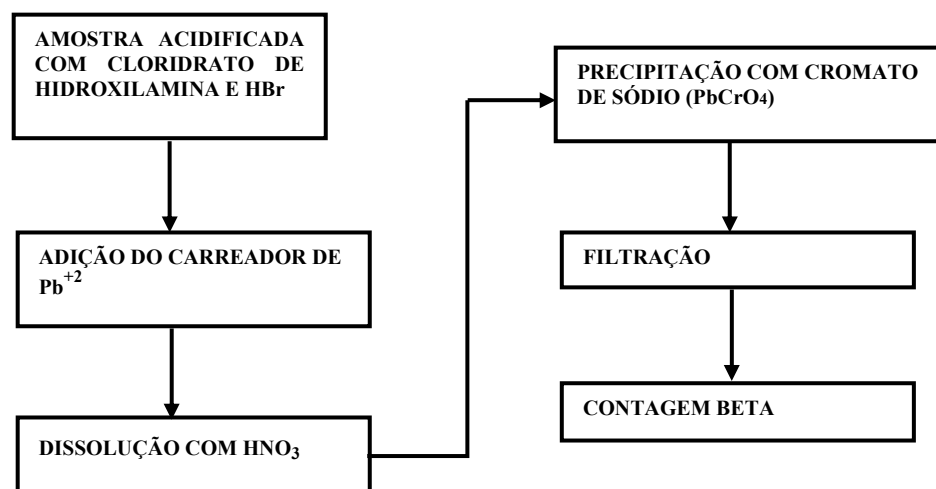 AMOSTRA ACIDIFICADA
COM CLORIDRATO DE
HIDROXILAMINA E HBr
ADIÇÃO DO CARREADOR DE
Pb⁺²
DISSOLUÇÃO COM HNO₃
PRECIPITAÇÃO COM CROMATO
DE SÓDIO (PbCrO₄)
FILTRAÇÃO
CONTAGEM BETA